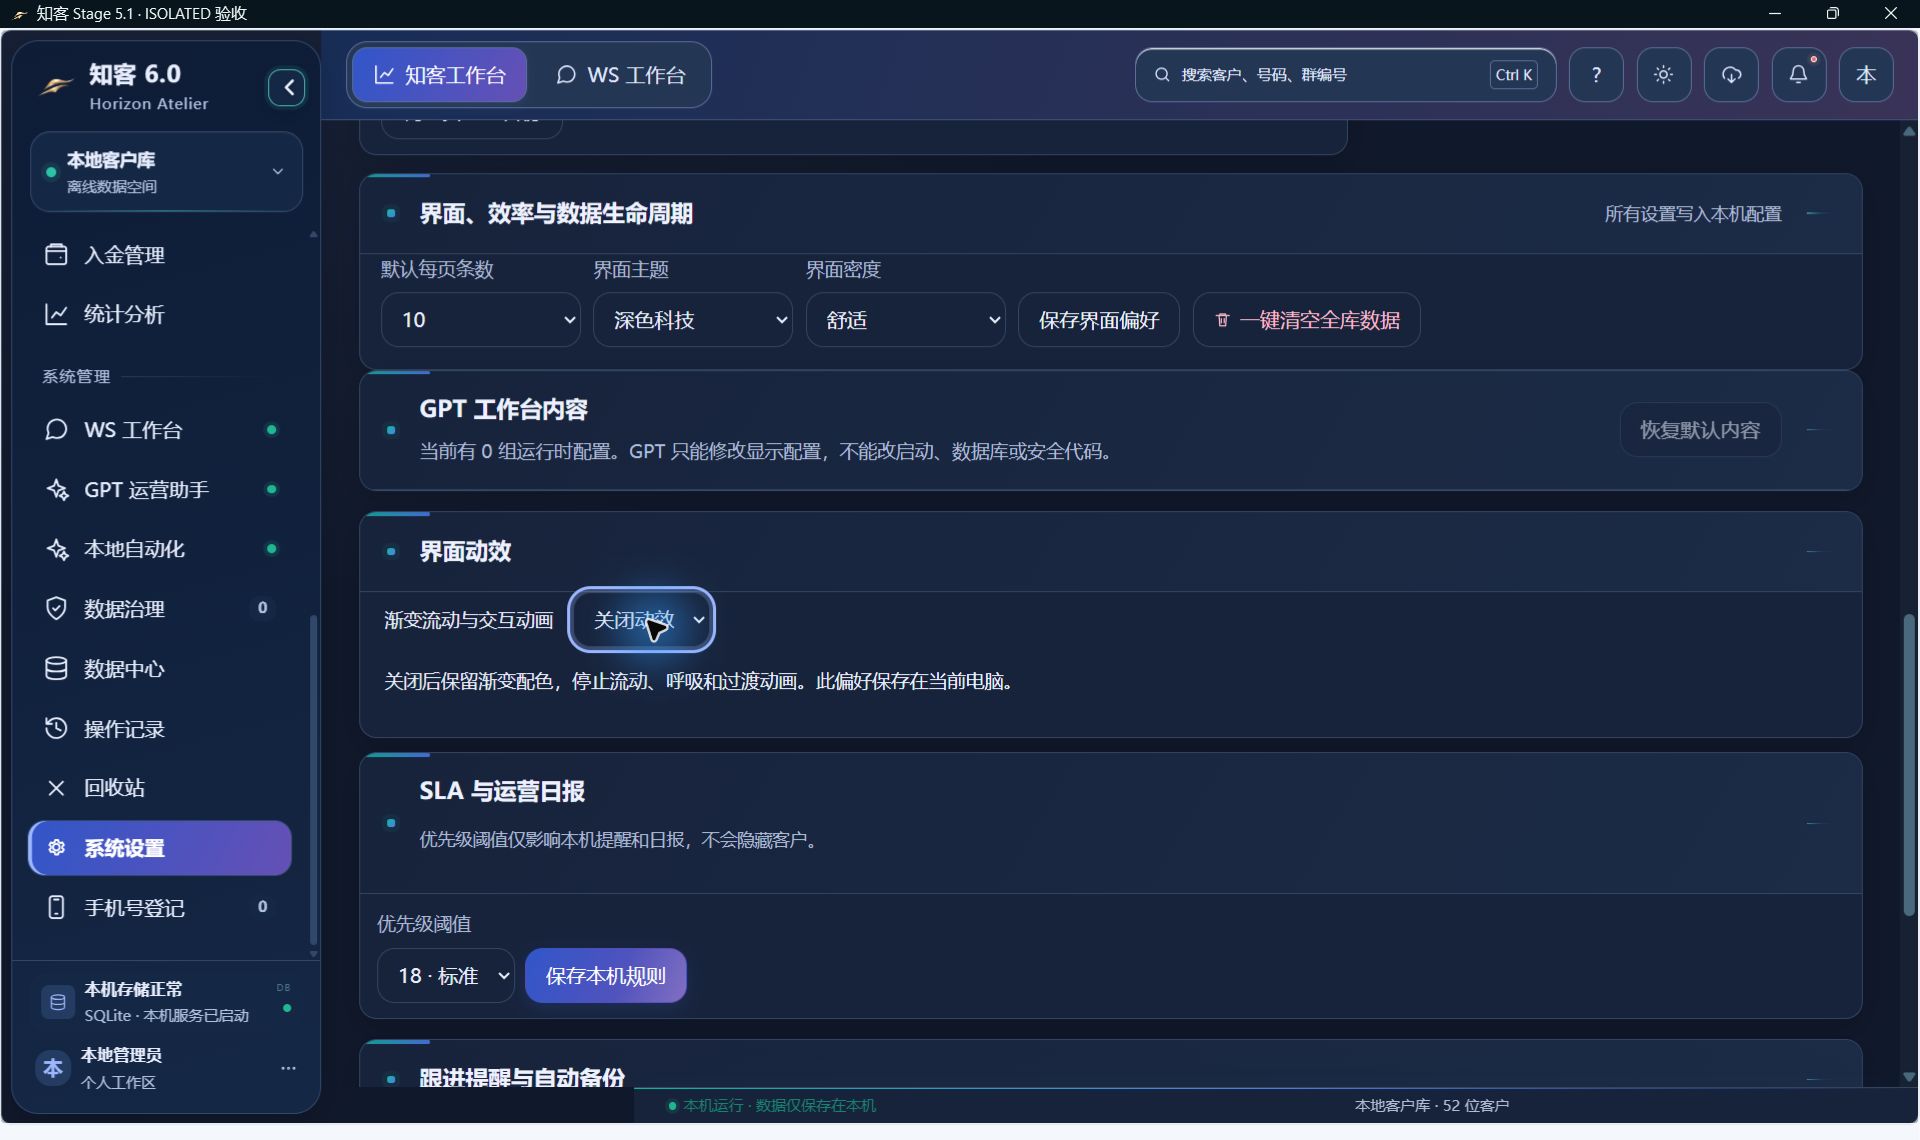 知客 Stage 5.1 · ISOLATED 验收
知客 6.0
Horizon Atelier
知客工作台
WS 工作台
搜索客户、号码、群编号
Ctrl K
?
本
本地客户库
离线数据空间
入金管理
统计分析
系统管理
WS 工作台
GPT 运营助手
本地自动化
数据治理
0
数据中心
操作记录
回收站
系统设置
手机号登记
0
本机存储正常
DB
SQLite · 本机服务已启动
本
本地管理员
个人工作区
···
界面、效率与数据生命周期
所有设置写入本机配置
默认每页条数
界面主题
界面密度
10
深色科技
舒适
保存界面偏好
一键清空全库数据
GPT 工作台内容
当前有 0 组运行时配置。GPT 只能修改显示配置，不能改启动、数据库或安全代码。
恢复默认内容
界面动效
渐变流动与交互动画
关闭动效
关闭后保留渐变配色，停止流动、呼吸和过渡动画。此偏好保存在当前电脑。
SLA 与运营日报
优先级阈值仅影响本机提醒和日报，不会隐藏客户。
优先级阈值
18 · 标准
保存本机规则
跟进提醒与自动备份
本机运行 · 数据仅保存在本机
本地客户库 · 52 位客户